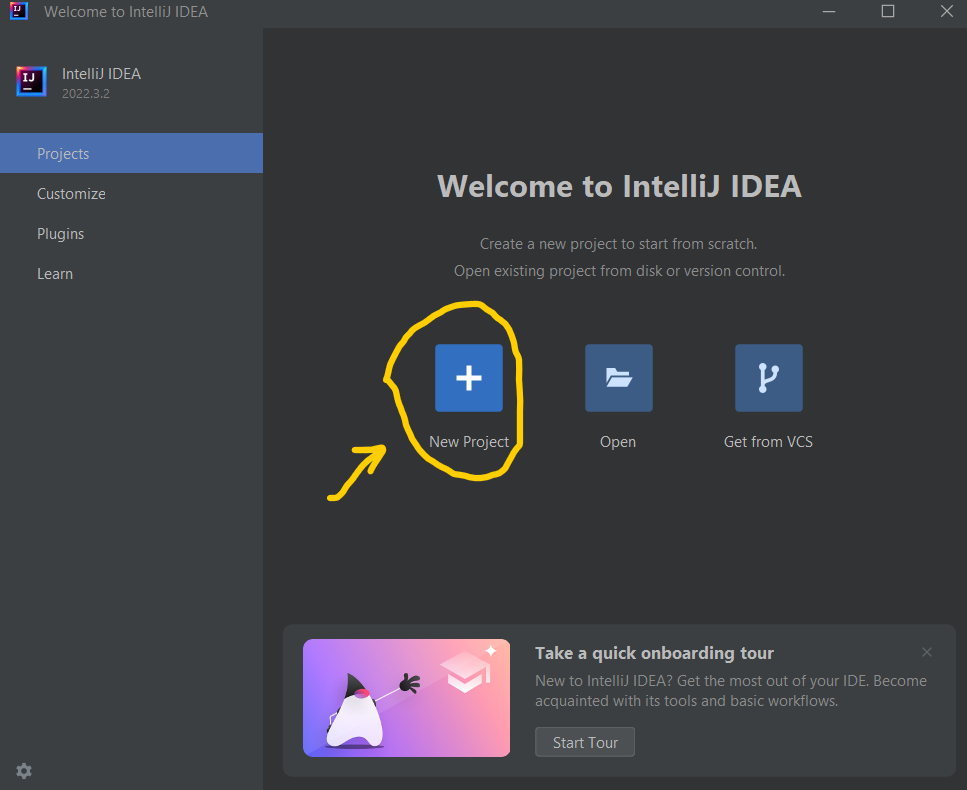 Welcome to IntelliJ IDEA
IntelliJ IDEA
2022.3.2
Projects
Customize
Plugins
Learn
Welcome to IntelliJ IDEA
Create a new project to start from scratch.
Open existing project from disk or version control.
New Project
Open
Get from VCS
Take a quick onboarding tour
New to IntelliJ IDEA? Get the most out of your IDE. Become
acquainted with its tools and basic workflows.
Start Tour